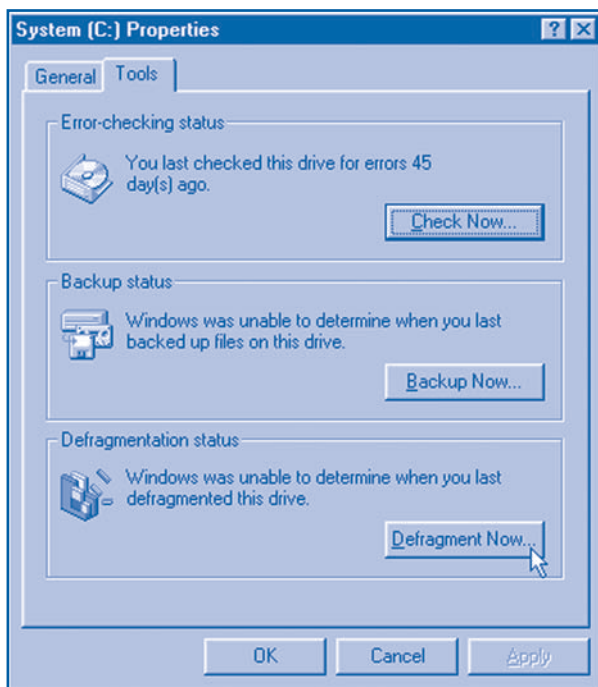 System (C:) Properties
General
Tools
Error-checking status
You last checked this drive for errors 45
day(s) ago.
Check Now...
Backup status
Windows was unable to determine when you last
backed up files on this drive.
Backup Now...
Defragmentation status
Windows was unable to determine when you last
defragmented this drive.
Defragment Now...
OK
Cancel
Apply